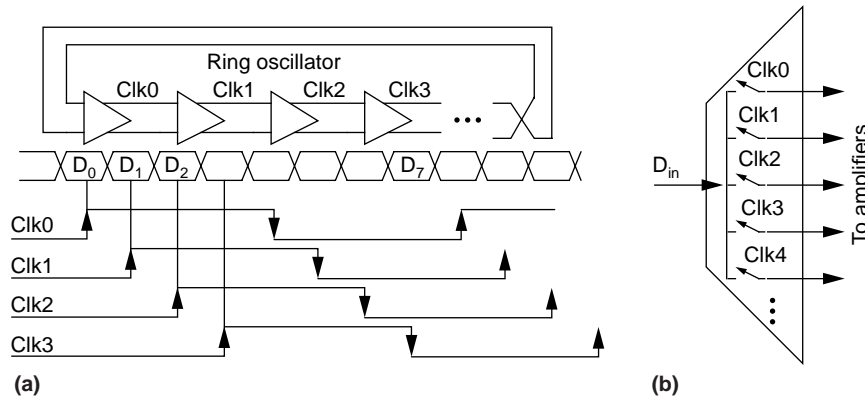 Ring oscillator
Clk0 Clk1 Clk2 Clk3
D0 D1 D2 D7
Clk0
Clk1
Clk2
Clk3
(a)
Clk0
Clk1
Din
Clk2
Clk3
Clk4
To amplifiers
(b)